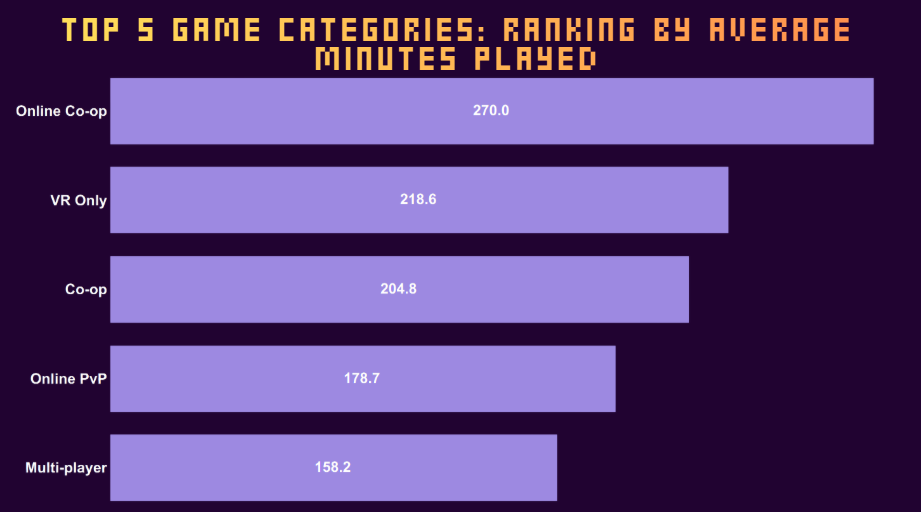 TOP 5 GAME CATEGORIES: RANKING BY AVERAGE
MINUTES PLAYED
Online Co-op 270.0
VR Only 218.6
Co-op 204.8
Online PvP 178.7
Multi-player 158.2